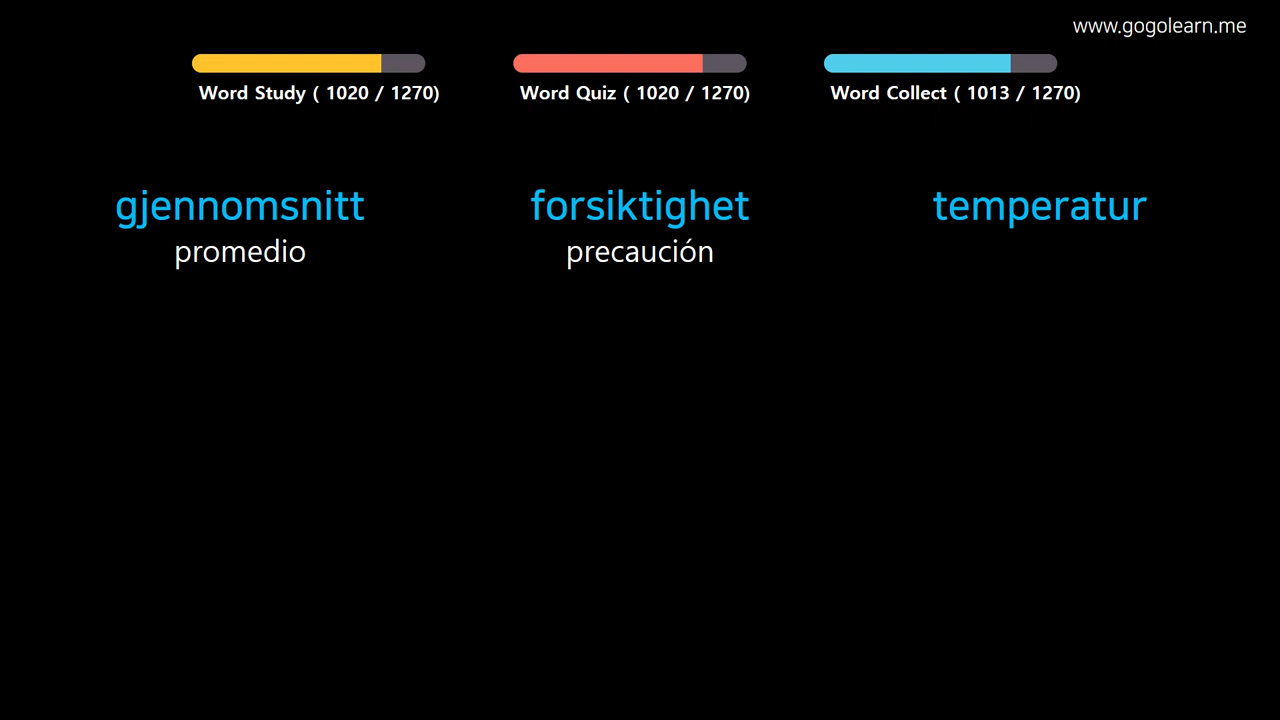 www.gogolearn.me
Word Study ( 1020 / 1270)
Word Quiz ( 1020 / 1270)
Word Collect ( 1013 / 1270)
gjennomsnitt
promedio
forsiktighet
precaución
temperatur